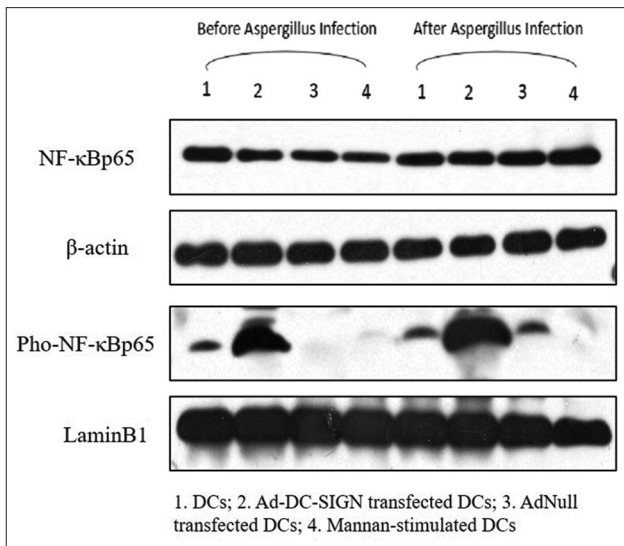 Before Aspergillus Infection After Aspergillus Infection
1 2 3 4 1 2 3 4
NF-κBp65
β-actin
Pho-NF-κBp65
LaminB1
1. DCs; 2. Ad-DC-SIGN transfected DCs; 3. AdNull
transfected DCs; 4. Mannan-stimulated DCs